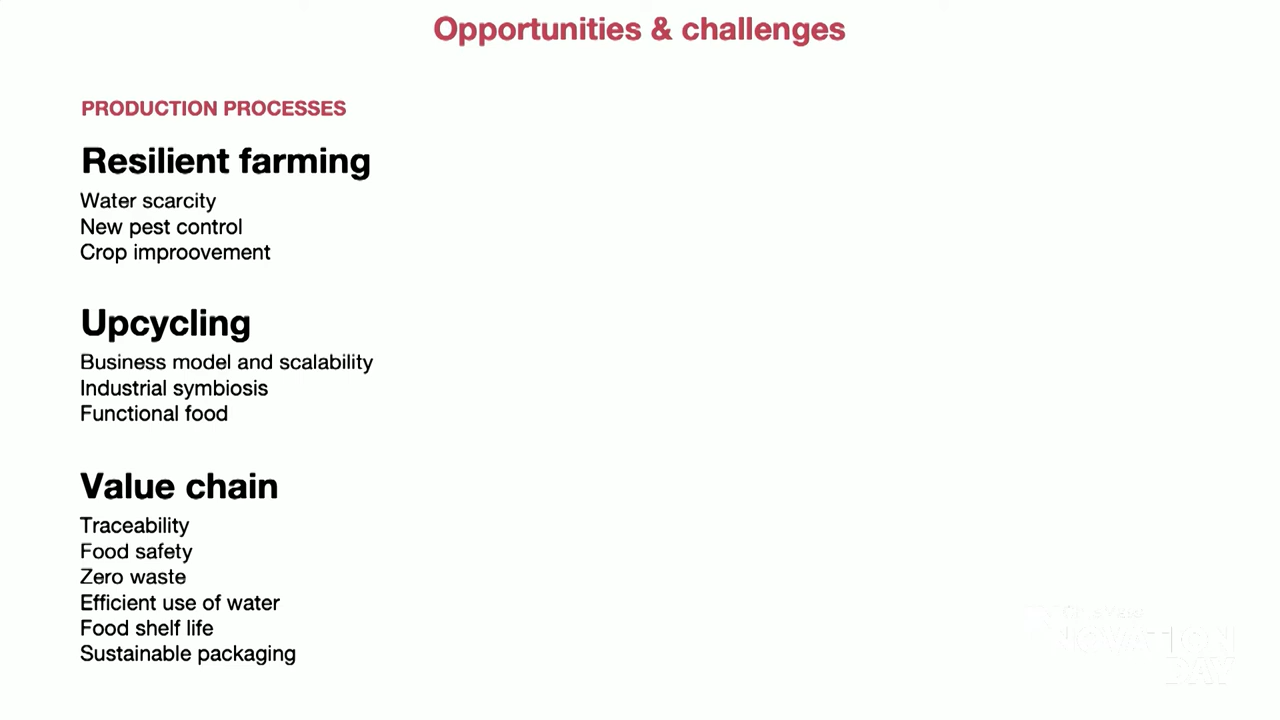 Opportunities & challenges
PRODUCTION PROCESSES
Resilient farming
Water scarcity
New pest control
Crop improovement
Upcycling
Business model and scalability
Industrial symbiosis
Functional food
Value chain
Traceability
Food safety
Zero waste
Efficient use of water
Food shelf life
Sustainable packaging
DAY